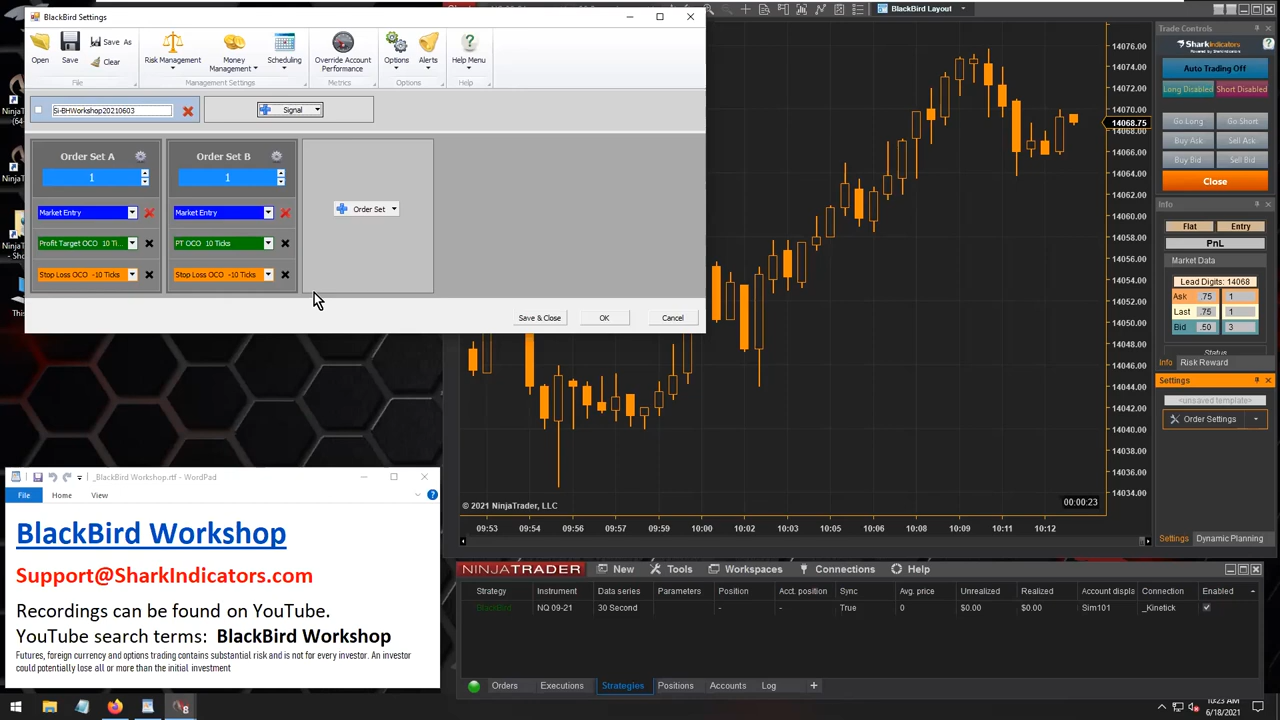 BlackBird Settings
Open
Save
Save As
Clear
File
Risk Management
Money Management
Scheduling
Management Settings
Override Account Performance
Metrics
Options
Alerts
Options
Help Menu
Help
Si-BHWorkshop20210603
Signal
Order Set A
Order Set B
1
1
Order Set
Market Entry
Market Entry
Profit Target OCO 10 Ti...
PT OCO 10 Ticks
Stop Loss OCO -10 Ticks
Stop Loss OCO -10 Ticks
Save & Close
OK
Cancel
BlackBird Layout
14076.00
14074.00
14072.00
14070.00
14068.75
14068.00
14066.00
14064.00
14062.00
14060.00
14058.00
14056.00
14054.00
14052.00
14050.00
14048.00
14046.00
14044.00
14042.00
14040.00
14038.00
14036.00
14034.00
© 2021 NinjaTrader, LLC
00:00:23
09:53 09:54 09:56 09:57 09:59 10:00 10:02 10:03 10:05 10:06 10:08 10:09 10:11 10:12
Trade Controls
SharkIndicators
Auto Trading Off
Long Disabled Short Disabled
Go Long Go Short
Buy Ask Sell Ask
Buy Bid Sell Bid
Close
Info
Flat Entry
PnL
Market Data
Lead Digits: 14068
Ask .75 1
Last .75 1
Bid .50 3
Status
Info Risk Reward
Settings
<unsaved template>
Order Settings
Settings Dynamic Planning
_BlackBird Workshop.rtf - WordPad
File Home View
BlackBird Workshop
Support@SharkIndicators.com
Recordings can be found on YouTube.
YouTube search terms: BlackBird Workshop
Futures, foreign currency and options trading contains substantial risk and is not for every investor. An investor
could potentially lose all or more than the initial investment
NINJATRADER New Tools Workspaces Connections Help
Strategy Instrument Data series Parameters Position Acct. position Sync Avg. price Unrealized Realized Account displa Connection Enabled
BlackBird NQ 09-21 30 Second - - True 0 $0.00 $0.00 Sim101 _Kinetick
Orders Executions Strategies Positions Accounts Log +
10:23 AM
6/18/2021